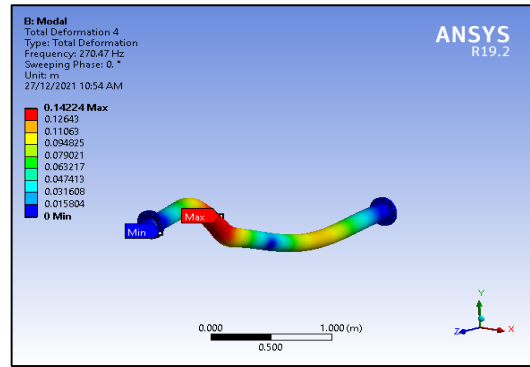 B: Modal
Total Deformation 4
Type: Total Deformation
Frequency: 270.47 Hz
Sweeping Phase: 0. °
Unit: m
27/12/2021 10:54 AM
ANSYS
R19.2
0.14224 Max
0.12643
0.11063
0.094825
0.079021
0.063217
0.047413
0.031608
0.015804
0 Min
Max
Min
0.000
1.000 (m)
0.500
Y
Z
X